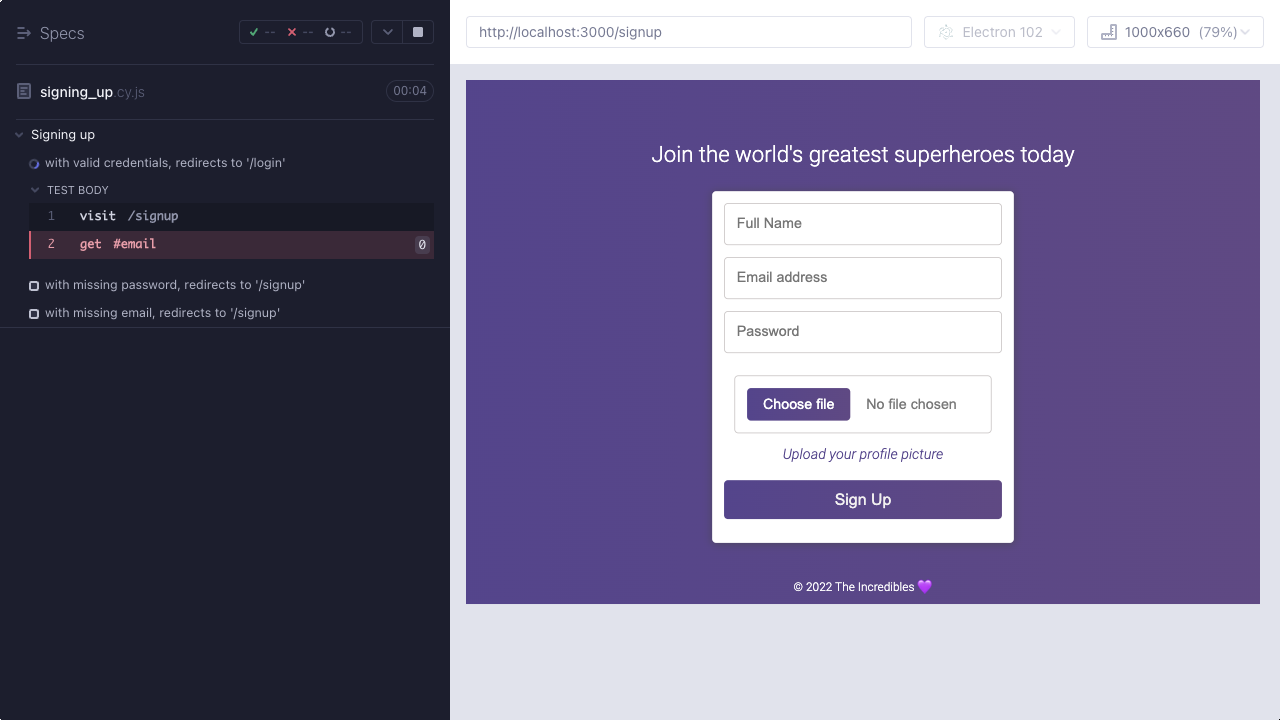 Specs
-- -- --
signing_up.cy.js 00:04
Signing up
with valid credentials, redirects to '/login'
TEST BODY
1 visit /signup
2 get #email 0
with missing password, redirects to '/signup'
with missing email, redirects to '/signup'
http://localhost:3000/signup
Electron 102
1000x660 (79%)
Join the world's greatest superheroes today
Full Name
Email address
Password
Choose file No file chosen
Upload your profile picture
Sign Up
© 2022 The Incredibles 💜